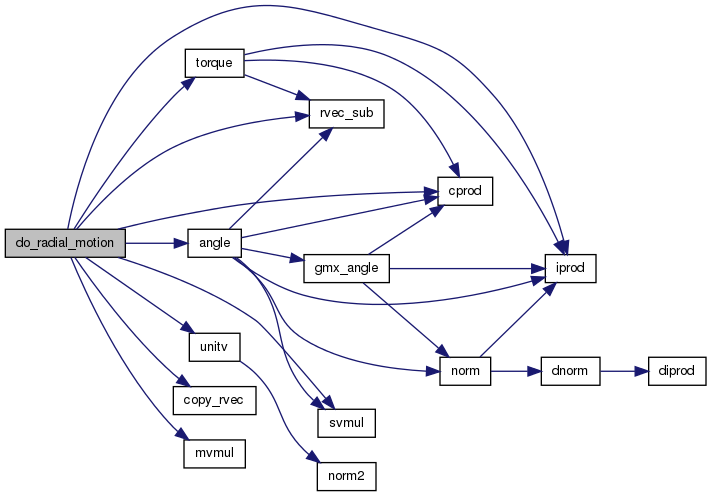 torque
rvec_sub
cprod
do_radial_motion
angle
gmx_angle
iprod
unitv
norm
dnorm
diprod
copy_rvec
svmul
mvmul
norm2